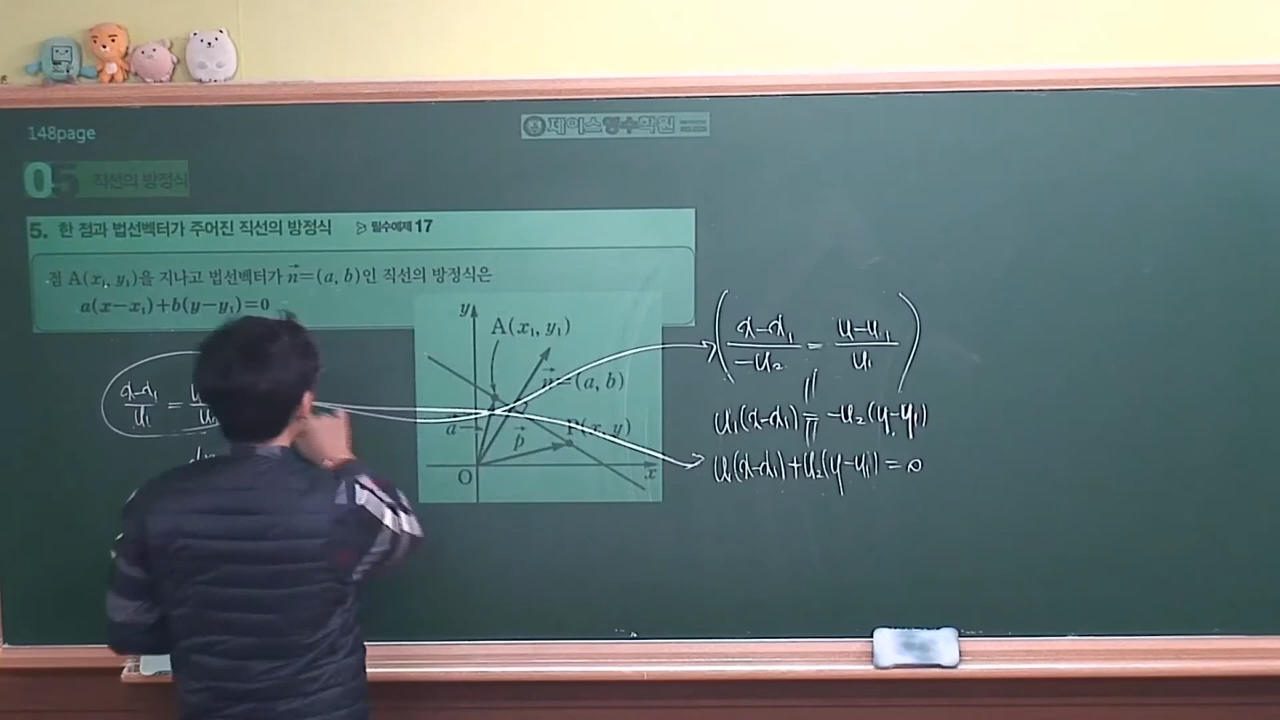 148page
제이스영수학원
05 직선의 방정식
5. 한 점과 법선벡터가 주어진 직선의 방정식 ▷ 필수예제 17
점 A(x₁, y₁)을 지나고 법선벡터가 n⃗=(a, b)인 직선의 방정식은
a(x−x₁)+b(y−y₁)=0
y
A(x₁, y₁)
n⃗=(a, b)
a⃗
p⃗
P(x, y)
O
x
(x-x₁)/u₁ =
((x-x₁)/-u₂ = (y-y₁)/u₁)
=
u₁(x-x₁) = -u₂(y-y₁)
u₁(x-x₁)+u₂(y-y₁) = 0